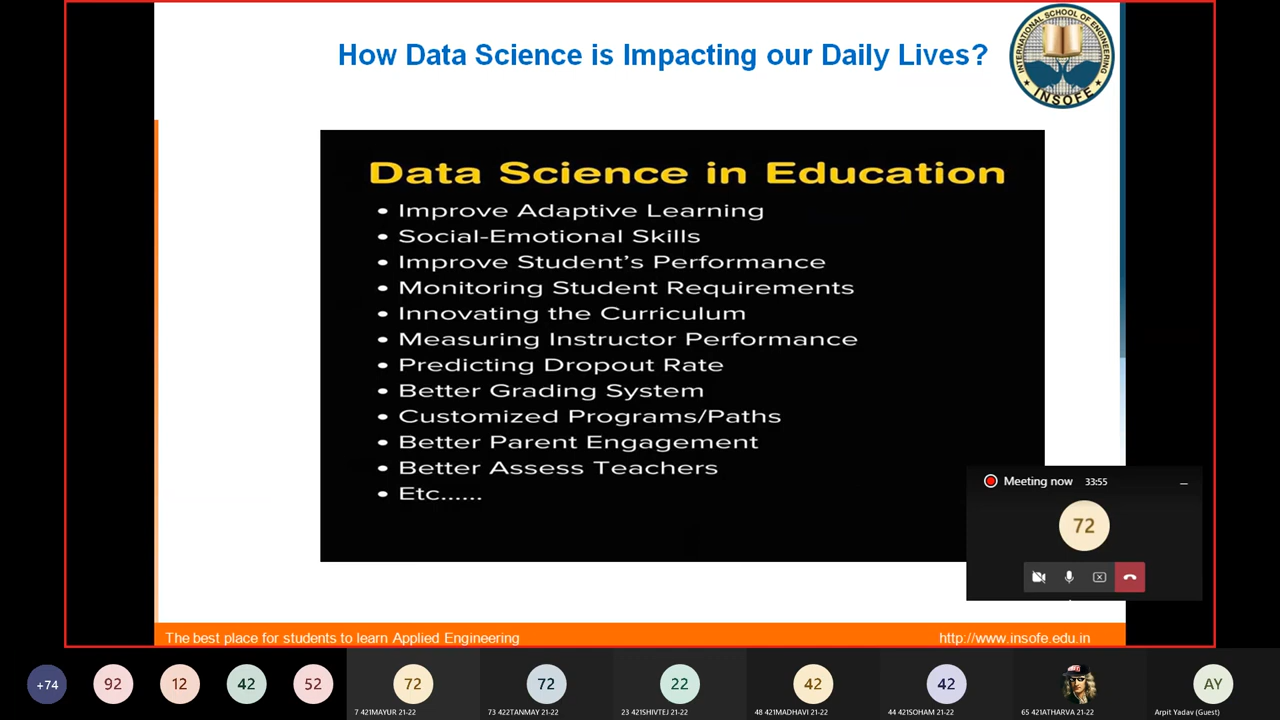 How Data Science is Impacting our Daily Lives?
INTERNATIONAL SCHOOL OF ENGINEERING
INSOFE
Data Science in Education
• Improve Adaptive Learning
• Social-Emotional Skills
• Improve Student’s Performance
• Monitoring Student Requirements
• Innovating the Curriculum
• Measuring Instructor Performance
• Predicting Dropout Rate
• Better Grading System
• Customized Programs/Paths
• Better Parent Engagement
• Better Assess Teachers
• Etc......
Meeting now 33:55
72
The best place for students to learn Applied Engineering
http://www.insofe.edu.in
+74 92 12 42 52 72 72 22 42 42 AY
7 421MAYUR 21-22
73 422TANMAY 21-22
23 421SHIVTEJ 21-22
48 421MADHAVI 21-22
44 421SOHAM 21-22
65 421ATHARVA 21-22
Arpit Yadav (Guest)